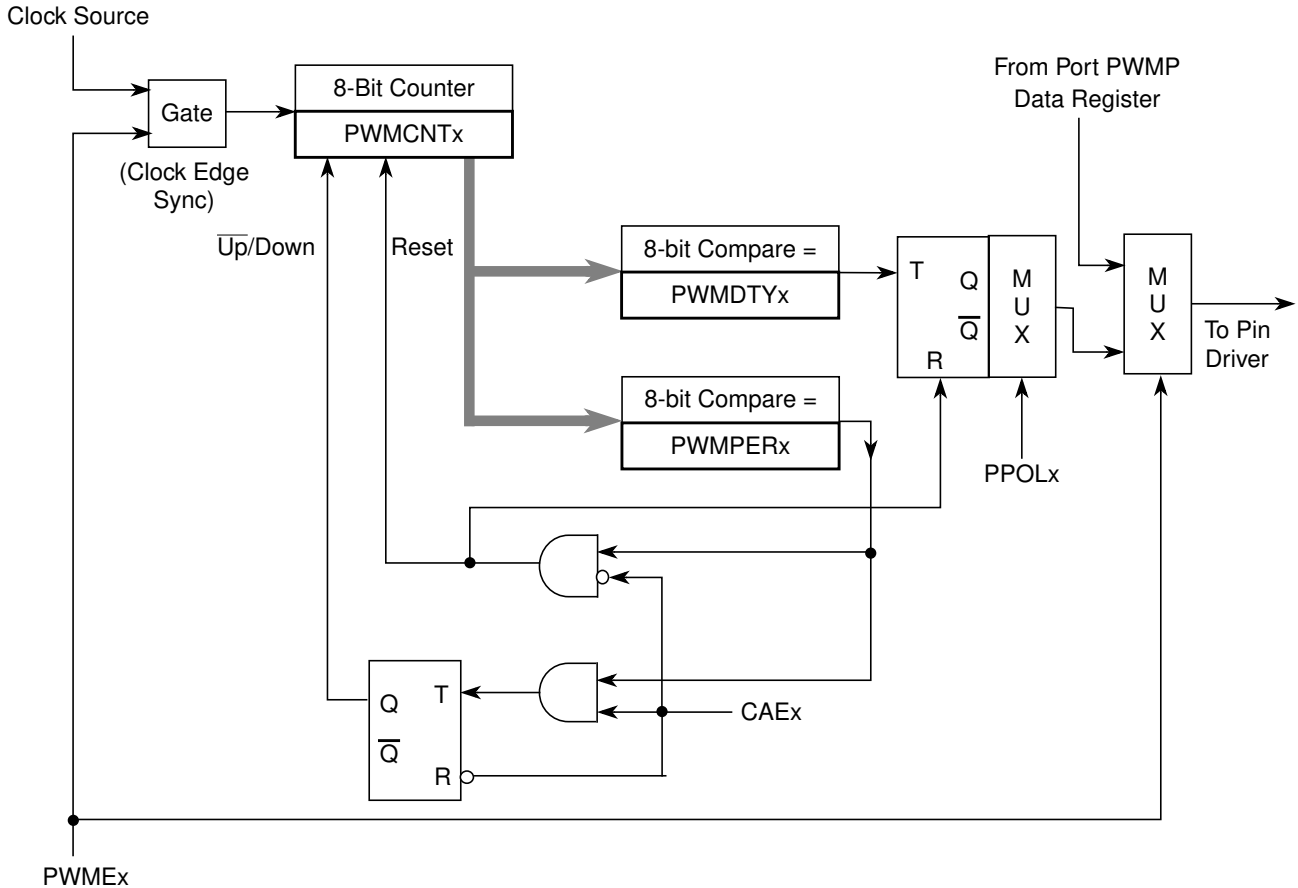 Clock Source
Gate
(Clock Edge
Sync)
8-Bit Counter
PWMCNTx
U̅p̅/Down
Reset
8-bit Compare =
PWMDTYx
8-bit Compare =
PWMPERx
T
Q
Q̅
R
M
U
X
PPOLx
From Port PWMP
Data Register
M
U
X
To Pin
Driver
Q
T
Q̅
R
CAEx
PWMEx